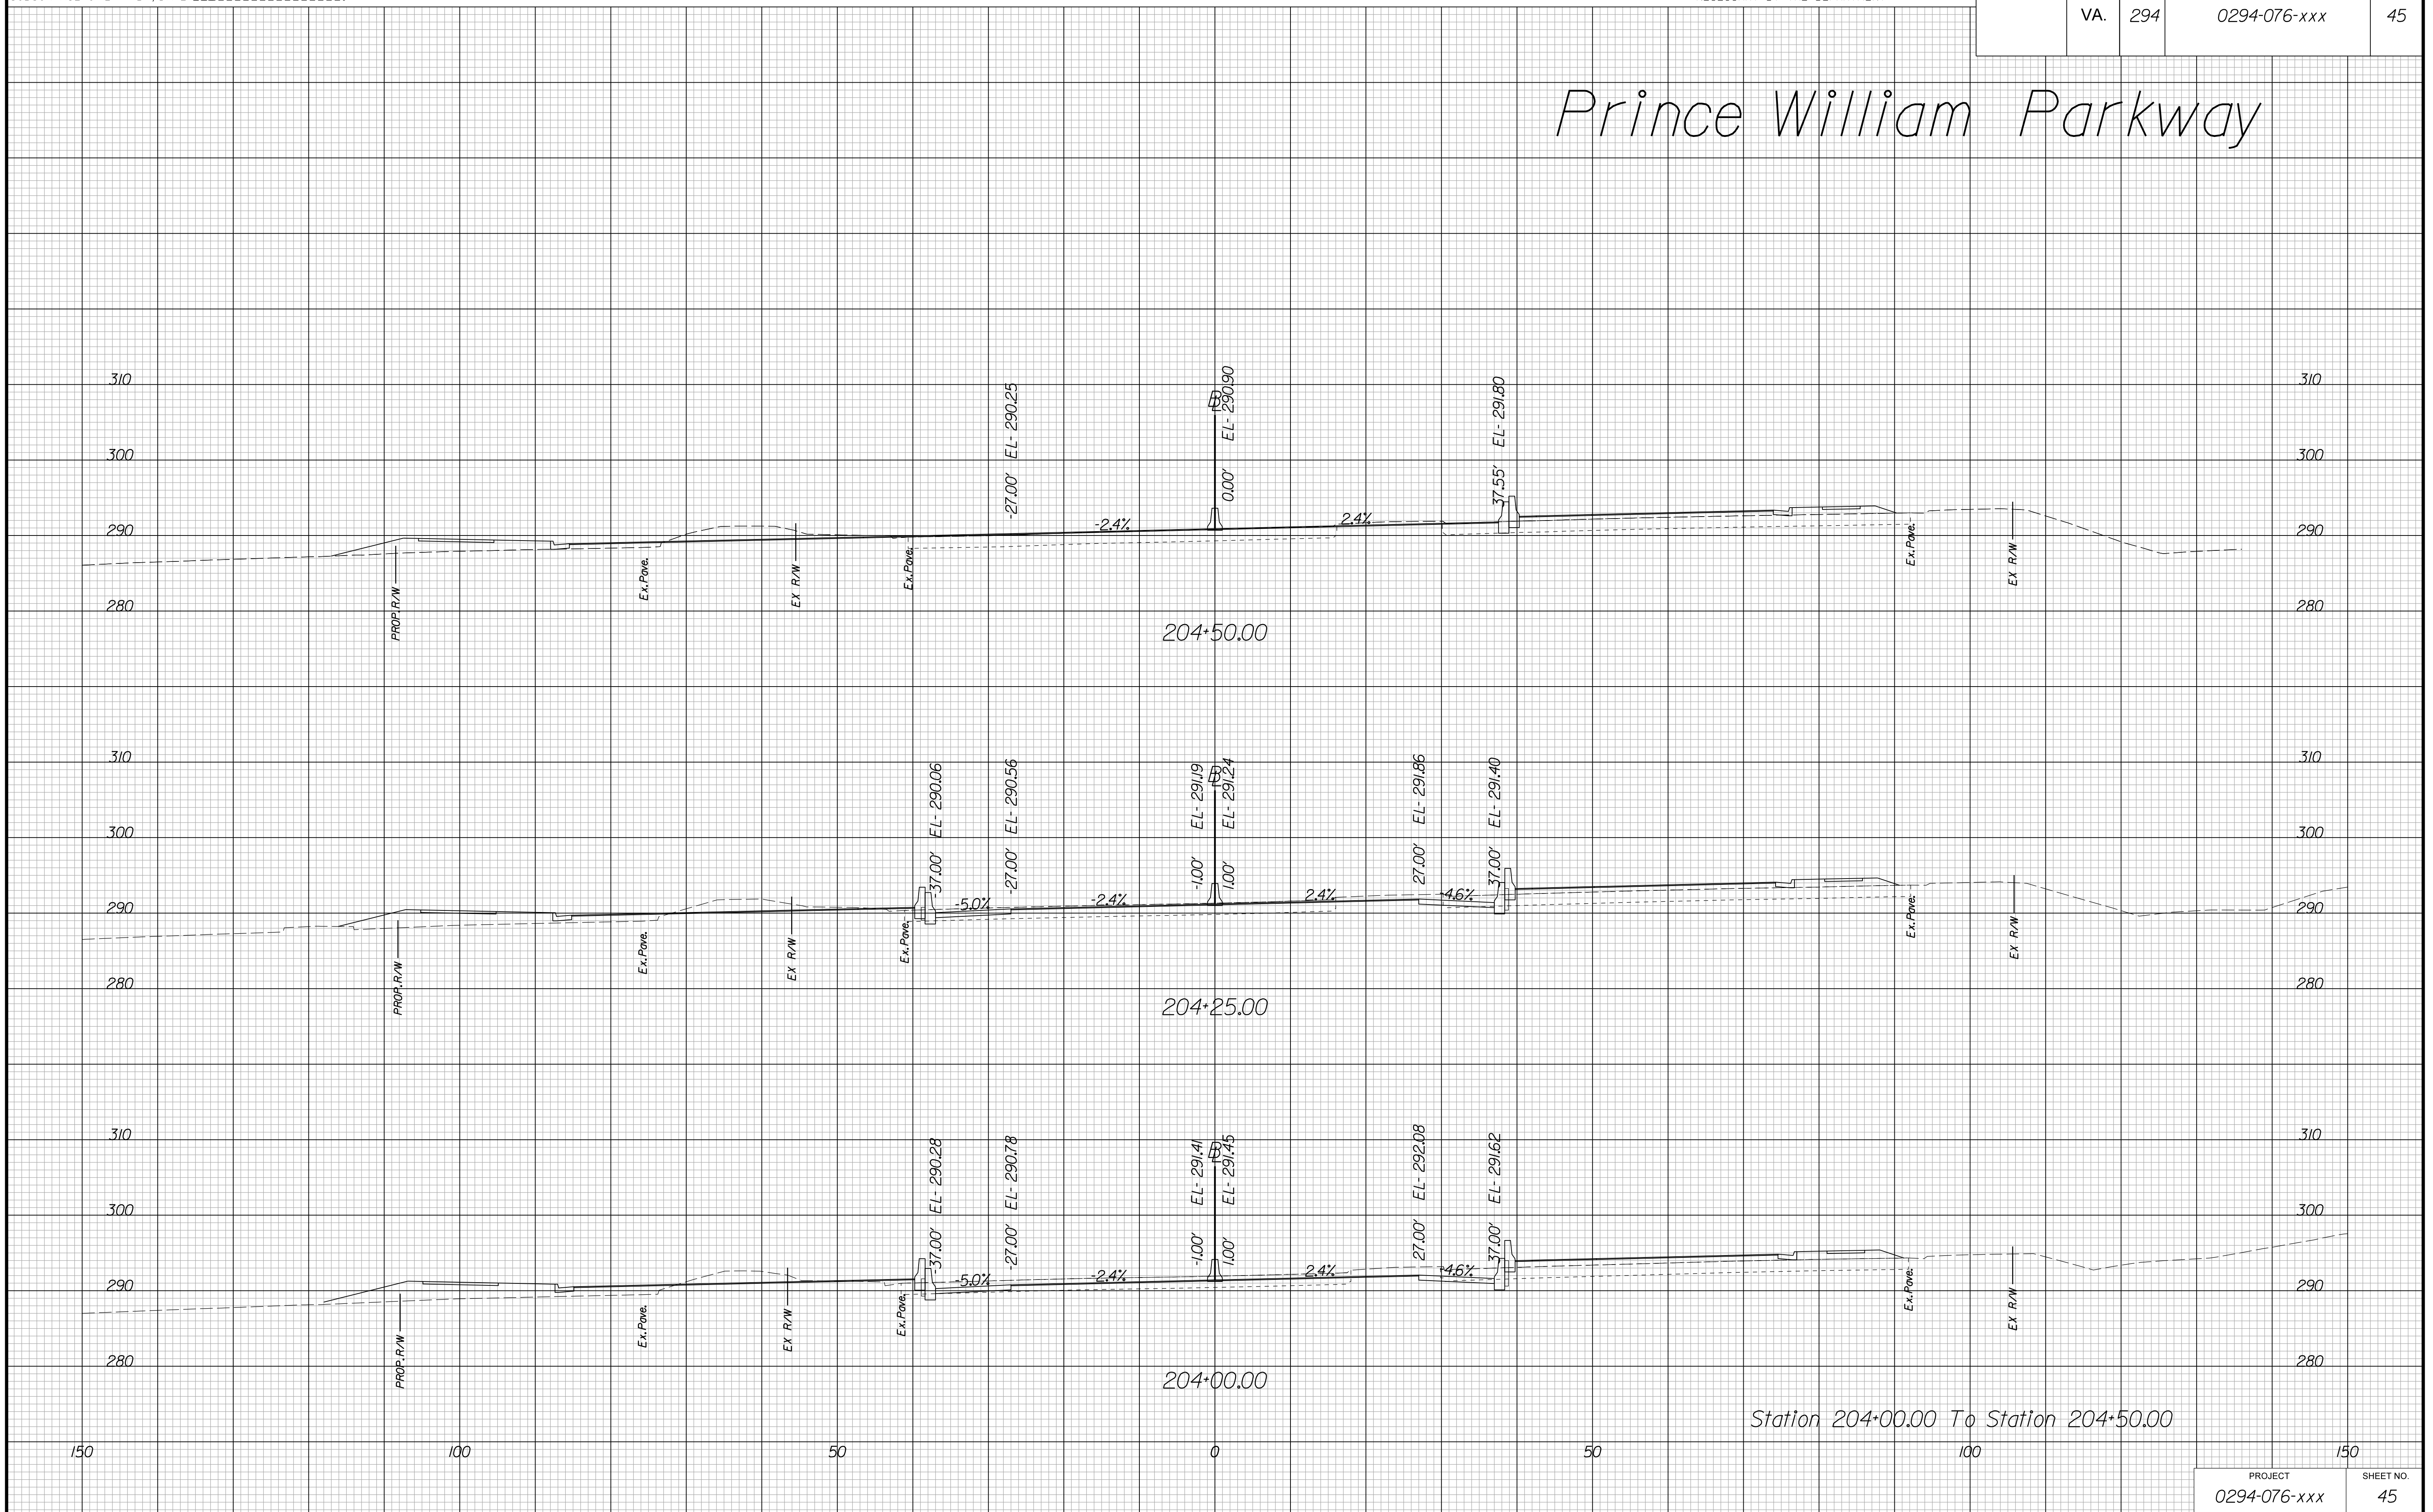 VA. 294 0294-076-xxx 45
Prince William Parkway
310 310
300 300
290 290
280 280
-27.00' EL- 290.25
0.00' EL- 290.90
37.55' EL- 291.80
-2.4% 2.4%
PROP.R/W
Ex.Pave.
EX R/W
Ex.Pave.
Ex.Pave.
EX R/W
204+50.00
310 310
300 300
290 290
280 280
-37.00' EL- 290.06
-27.00' EL- 290.56
-1.00' EL- 291.19
1.00' EL- 291.24
27.00' EL- 291.86
37.00' EL- 291.40
-5.0% -2.4% 2.4% -4.6%
PROP.R/W
Ex.Pave.
EX R/W
Ex.Pave.
Ex.Pave.
EX R/W
204+25.00
310 310
300 300
290 290
280 280
-37.00' EL- 290.28
-27.00' EL- 290.78
-1.00' EL- 291.41
1.00' EL- 291.45
27.00' EL- 292.08
37.00' EL- 291.62
-5.0% -2.4% 2.4% -4.6%
PROP.R/W
Ex.Pave.
EX R/W
Ex.Pave.
Ex.Pave.
EX R/W
204+00.00
Station 204+00.00 To Station 204+50.00
150 100 50 0 50 100 150
PROJECT SHEET NO.
0294-076-xxx 45